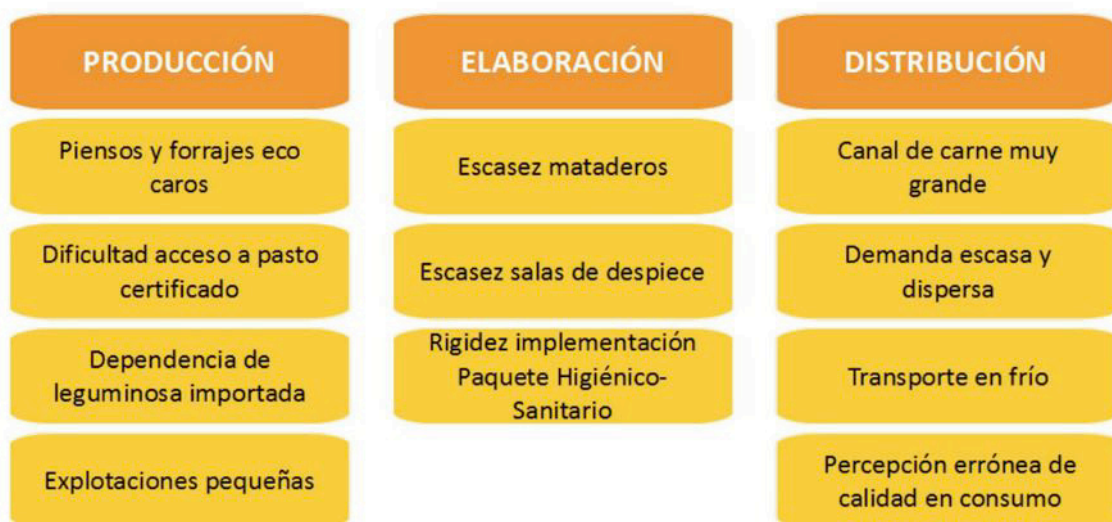 PRODUCCIÓN
Piensos y forrajes eco
caros
Dificultad acceso a pasto
certificado
Dependencia de
leguminosa importada
Explotaciones pequeñas
ELABORACIÓN
Escasez mataderos
Escasez salas de despiece
Rigidez implementación
Paquete Higiénico-
Sanitario
DISTRIBUCIÓN
Canal de carne muy
grande
Demanda escasa y
dispersa
Transporte en frío
Percepción errónea de
calidad en consumo